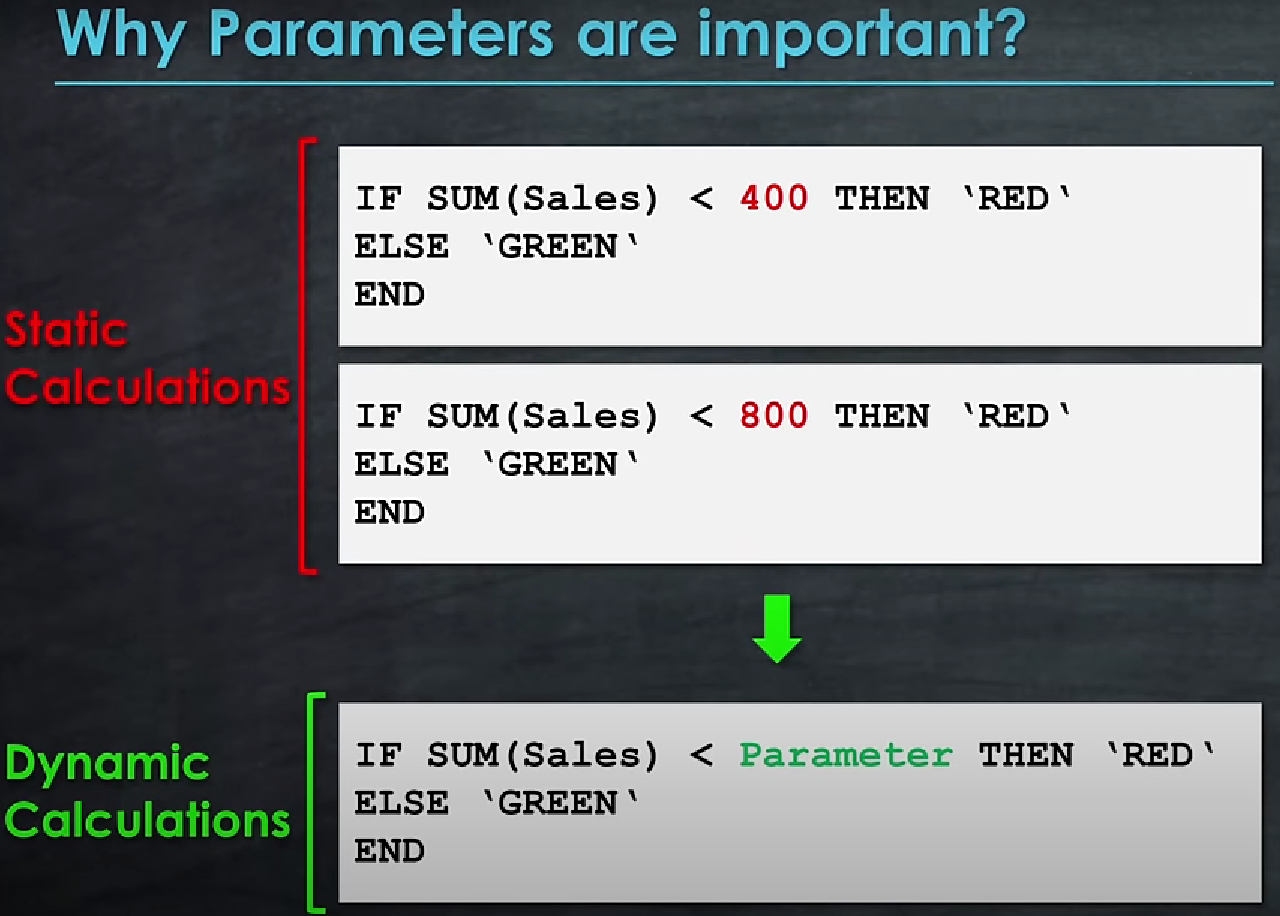 Why Parameters are important?
Static
Calculations
IF SUM(Sales) < 400 THEN `RED`
ELSE `GREEN`
END
IF SUM(Sales) < 800 THEN `RED`
ELSE `GREEN`
END
Dynamic
Calculations
IF SUM(Sales) < Parameter THEN `RED`
ELSE `GREEN`
END